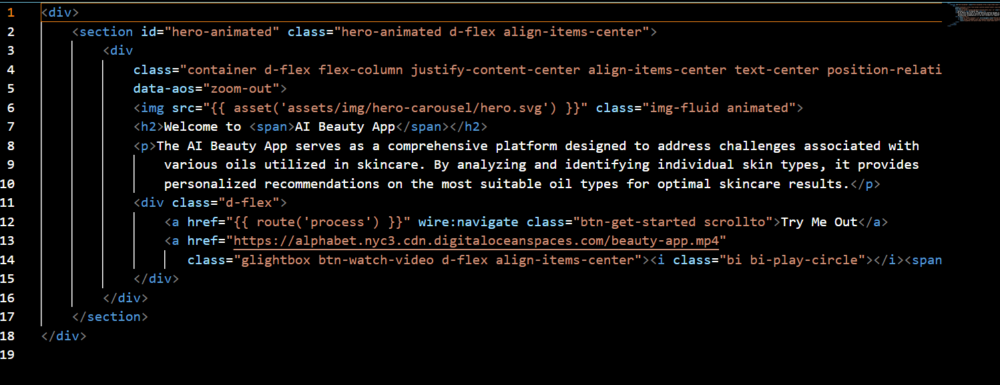 1 <div>
2 <section id="hero-animated" class="hero-animated d-flex align-items-center">
3 <div
4 class="container d-flex flex-column justify-content-center align-items-center text-center position-relati
5 data-aos="zoom-out">
6 <img src="{{ asset('assets/img/hero-carousel/hero.svg') }}" class="img-fluid animated">
7 <h2>Welcome to <span>AI Beauty App</span></h2>
8 <p>The AI Beauty App serves as a comprehensive platform designed to address challenges associated with
9 various oils utilized in skincare. By analyzing and identifying individual skin types, it provides
10 personalized recommendations on the most suitable oil types for optimal skincare results.</p>
11 <div class="d-flex">
12 <a href="{{ route('process') }}" wire:navigate class="btn-get-started scrollto">Try Me Out</a>
13 <a href="https://alphabet.nyc3.cdn.digitaloceanspaces.com/beauty-app.mp4"
14 class="glightbox btn-watch-video d-flex align-items-center"><i class="bi bi-play-circle"></i><span
15 </div>
16 </div>
17 </section>
18 </div>
19